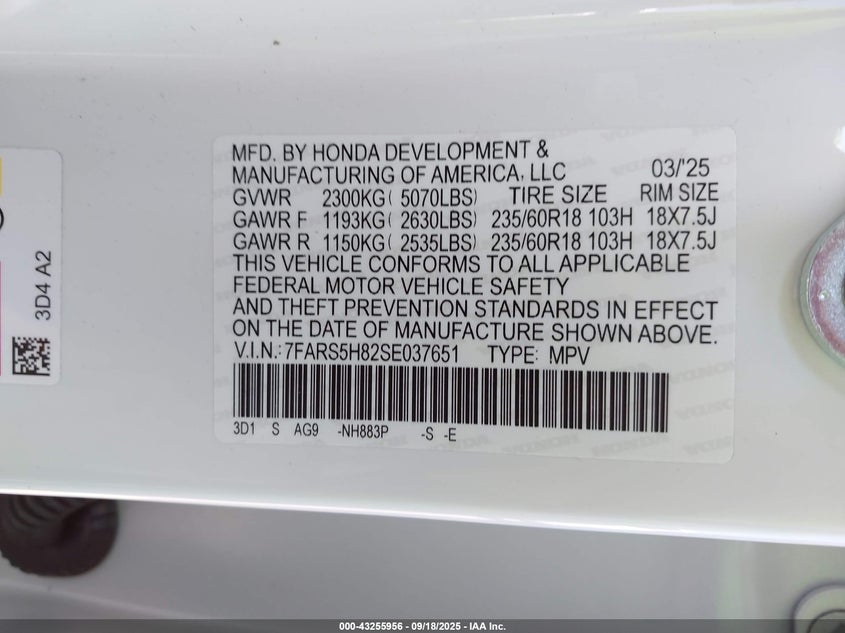 MFD. BY HONDA DEVELOPMENT &
MANUFACTURING OF AMERICA, LLC 03/'25
GVWR 2300KG( 5070LBS) TIRE SIZE RIM SIZE
GAWR F 1193KG( 2630LBS) 235/60R18 103H 18X7.5J
GAWR R 1150KG( 2535LBS) 235/60R18 103H 18X7.5J
THIS VEHICLE CONFORMS TO ALL APPLICABLE
FEDERAL MOTOR VEHICLE SAFETY
AND THEFT PREVENTION STANDARDS IN EFFECT
ON THE DATE OF MANUFACTURE SHOWN ABOVE.
V.I.N.: 7FARS5H82SE037651 TYPE: MPV
3D1 S AG9 -NH883P -S -E
3D4 A2
000-43255956 - 09/18/2025 - IAA Inc.